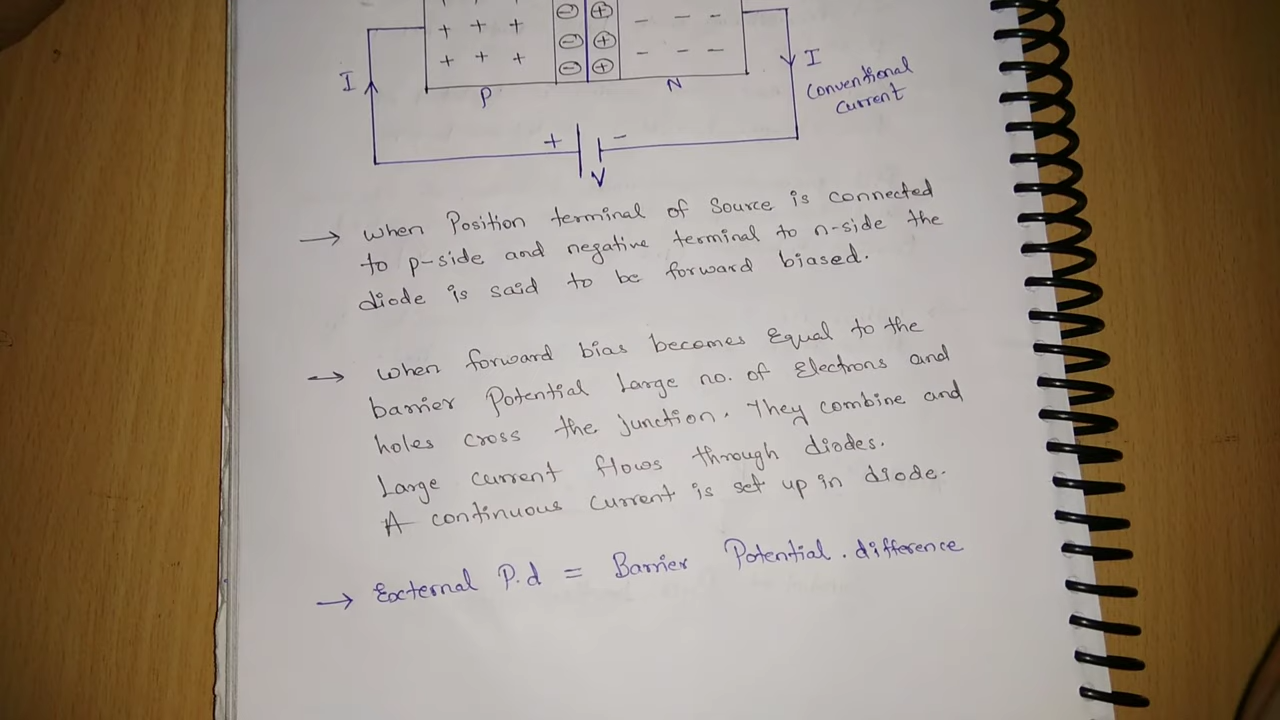 + + +
+ + +
- + - - -
- + - - -
- +
P
N
I
I
Conventional
Current
+ -
V
→ When Position terminal of Source is connected
to p-side and negative terminal to n-side the
diode is said to be forward biased.
→ When forward bias becomes Equal to the
barrier Potential Large no. of Electrons and
holes cross the junction. They combine and
Large current flows through diodes.
A continuous current is set up in diode.
→ External P.d = Barrier Potential. difference